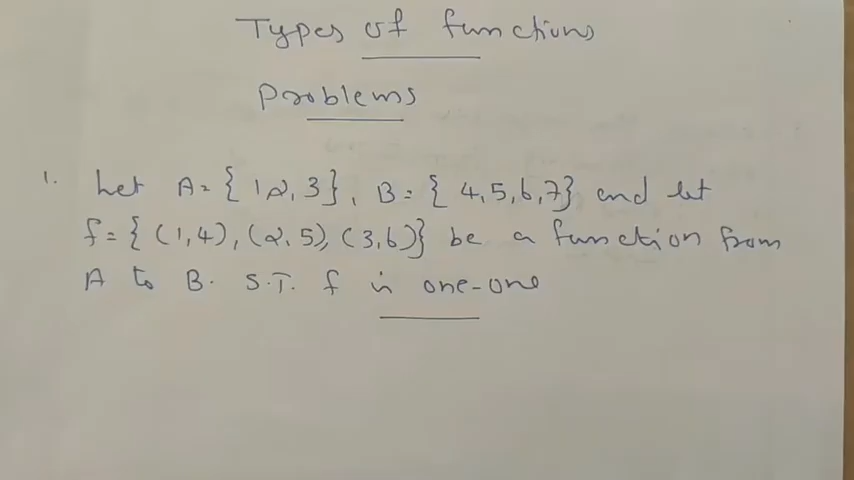 Types of functions
Problems
1. Let A = { 1, 2, 3 }, B = { 4, 5, 6, 7 } and let
f = { (1, 4), (2, 5), (3, 6) } be a function from
A to B. S.T. f is one-one